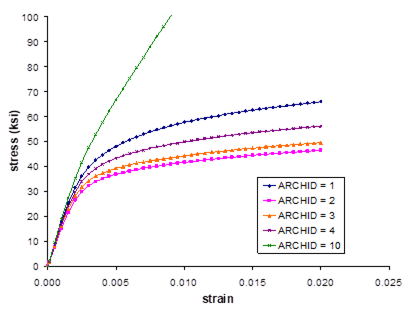 100
90
80
70
60
50
40
30
20
10
0
stress (ksi)
ARCHID = 1
ARCHID = 2
ARCHID = 3
ARCHID = 4
ARCHID = 10
0.000 0.005 0.010 0.015 0.020 0.025
strain